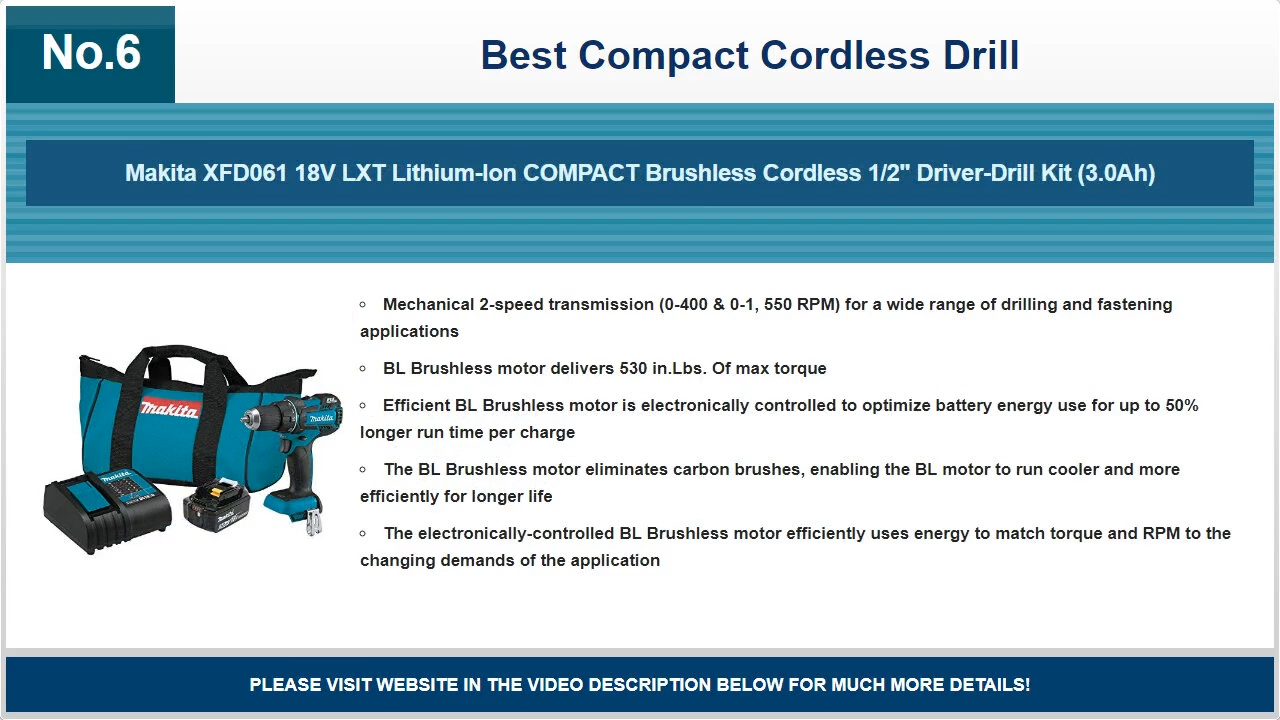 No.6
Best Compact Cordless Drill
Makita XFD061 18V LXT Lithium-Ion COMPACT Brushless Cordless 1/2" Driver-Drill Kit (3.0Ah)
Mechanical 2-speed transmission (0-400 & 0-1, 550 RPM) for a wide range of drilling and fastening
applications
BL Brushless motor delivers 530 in.Lbs. Of max torque
Efficient BL Brushless motor is electronically controlled to optimize battery energy use for up to 50%
longer run time per charge
The BL Brushless motor eliminates carbon brushes, enabling the BL motor to run cooler and more
efficiently for longer life
The electronically-controlled BL Brushless motor efficiently uses energy to match torque and RPM to the
changing demands of the application
Makita
Makita
Makita
Makita
PLEASE VISIT WEBSITE IN THE VIDEO DESCRIPTION BELOW FOR MUCH MORE DETAILS!